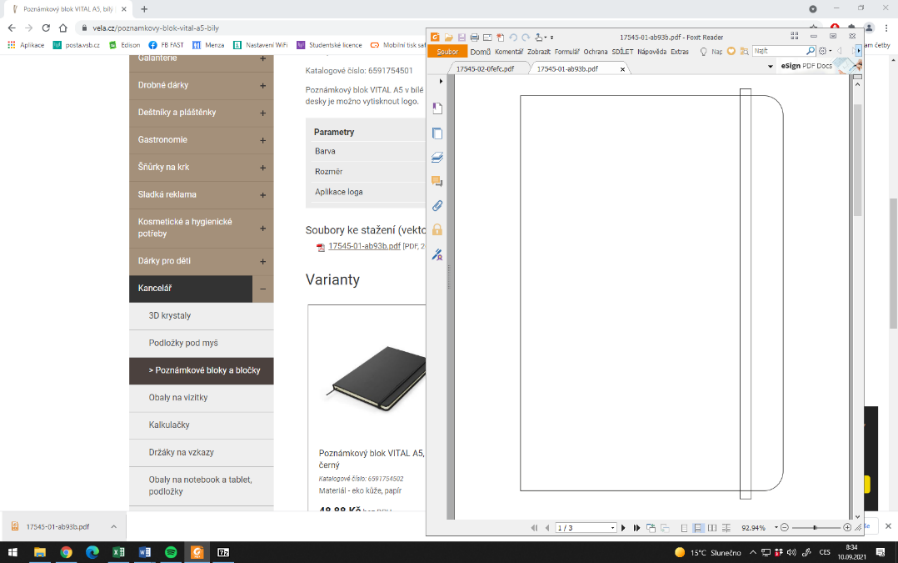 Poznámkový blok VITAL A5, bílý
vela.cz/poznamkovy-blok-vital-a5-bily
Aplikace
posta.vsb.cz
Edison
FB FAST
Menza
Nastavení WiFi
Studentské licence
Mobilní tisk
am četby
Galanterie
Drobné dárky +
Deštníky a pláštěnky +
Gastronomie +
Šňůrky na krk +
Sladká reklama +
Kosmetické a hygienické
potřeby +
Dárky pro děti +
Kancelář −
3D krystaly
Podložky pod myš
> Poznámkové bloky a bločky
Obaly na vizitky
Kalkulačky
Držáky na vzkazy
Obaly na notebook a tablet,
podložky
Katalogové číslo: 6591754501
Poznámkový blok VITAL A5 v bílé
desky je možno vytisknout logo.
Parametry
Barva
Rozměr
Aplikace loga
Soubory ke stažení (vekto
17545-01-ab93b.pdf [PDF, 2
Varianty
Poznámkový blok VITAL A5,
černý
Katalogové číslo: 6591754502
Materiál - eko kůže, papír
48,88 Kč
17545-01-ab93b.pdf - Foxit Reader
Soubor Domů Komentář Zobrazit Formulář Ochrana SDÍLET Nápověda Extras Najít
17545-02-0fefc.pdf
17545-01-ab93b.pdf
eSign PDF Docs
1 / 3
92.94%
17545-01-ab93b.pdf
15°C Slunečno
CES
8:34
10.09.2021